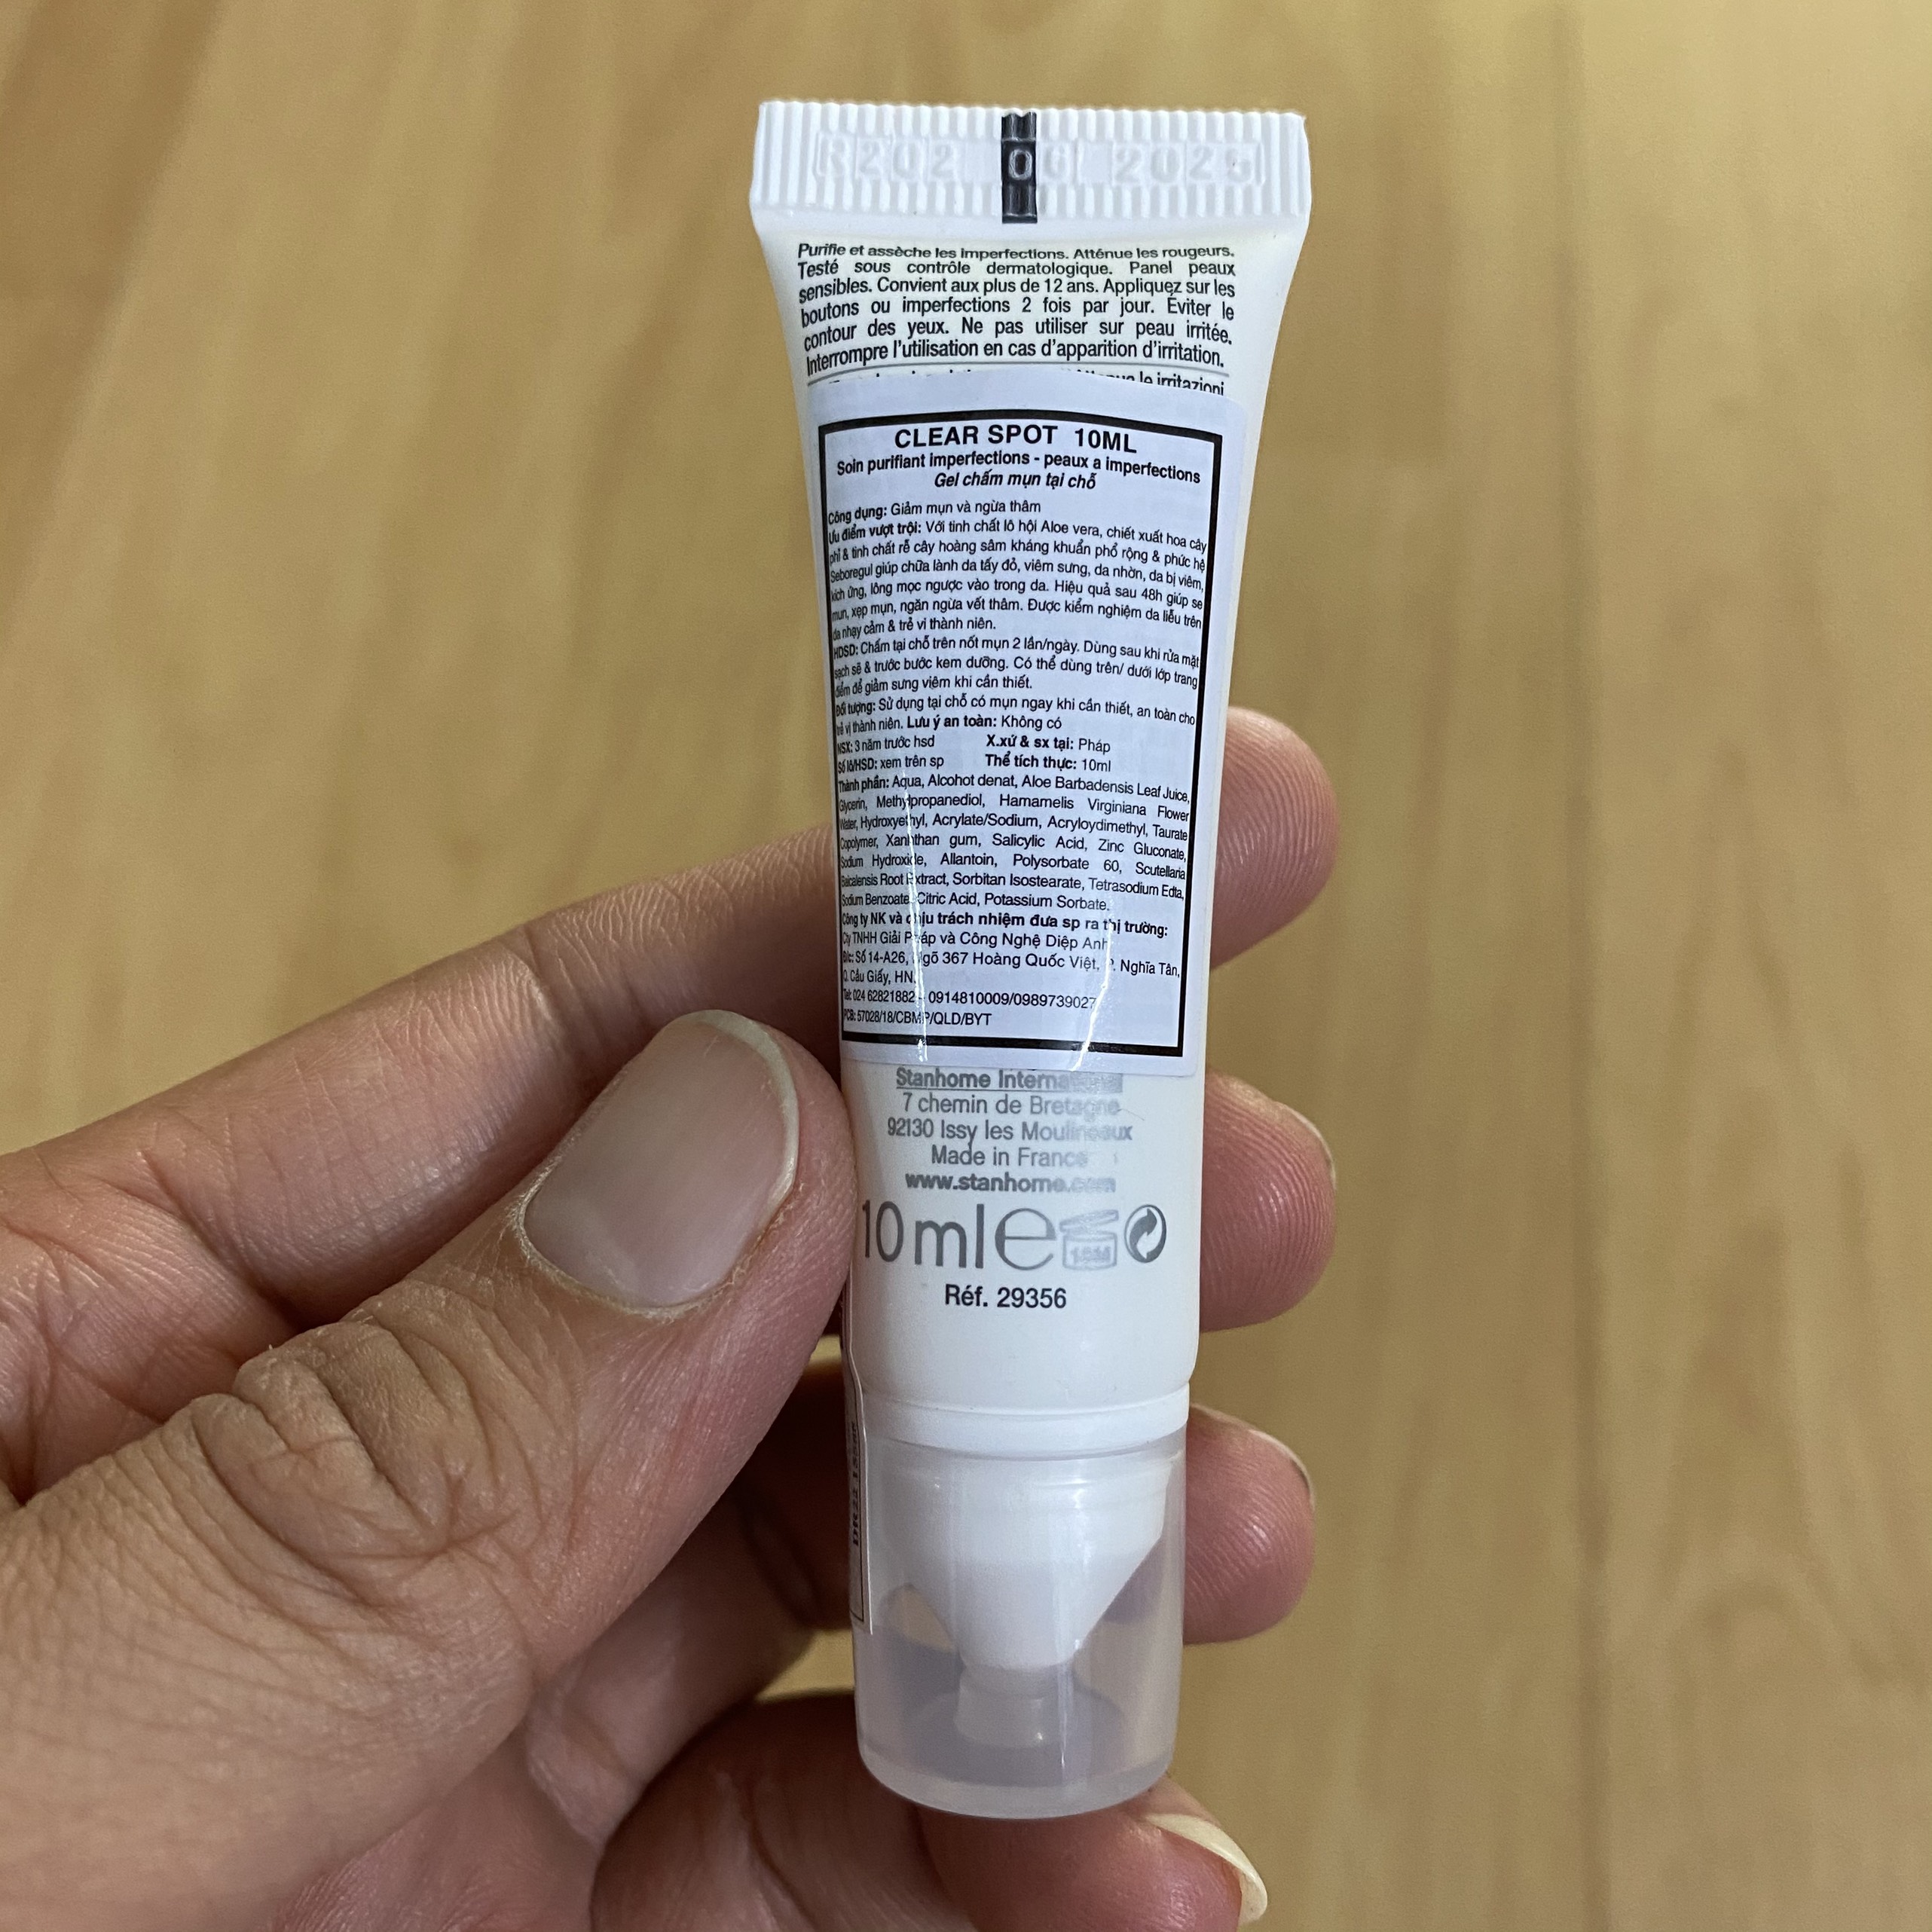 R202 06 2025
Purifie et assèche les imperfections. Atténue les rougeurs.
Testé sous contrôle dermatologique. Panel peaux
sensibles. Convient aux plus de 12 ans. Appliquez sur les
boutons ou imperfections 2 fois par jour. Éviter le
contour des yeux. Ne pas utiliser sur peau irritée.
Interrompre l'utilisation en cas d'apparition d'irritation.
le irritazioni
CLEAR SPOT 10ML
Soin purifiant imperfections - peaux a imperfections
Gel chấm mụn tại chỗ
Công dụng: Giảm mụn và ngừa thâm
Ưu điểm vượt trội: Với tinh chất lô hội Aloe vera, chiết xuất hoa cây
phỉ & tinh chất rễ cây hoàng sâm kháng khuẩn phổ rộng & phức hệ
Seboregul giúp chữa lành da tấy đỏ, viêm sưng, da nhờn, da bị viêm,
kích ứng, lông mọc ngược vào trong da. Hiệu quả sau 48h giúp se
mụn, xẹp mụn, ngăn ngừa vết thâm. Được kiểm nghiệm da liễu trên
da nhạy cảm & trẻ vị thành niên.
HDSD: Chấm tại chỗ trên nốt mụn 2 lần/ngày. Dùng sau khi rửa mặt
sạch sẽ & trước bước kem dưỡng. Có thể dùng trên/ dưới lớp trang
điểm để giảm sưng viêm khi cần thiết.
Đối tượng: Sử dụng tại chỗ có mụn ngay khi cần thiết, an toàn cho
trẻ vị thành niên. Lưu ý an toàn: Không có
NSX: 3 năm trước hsd X.xứ & sx tại: Pháp
Số lô/HSD: xem trên sp Thể tích thực: 10ml
Thành phần: Aqua, Alcohot denat, Aloe Barbadensis Leaf Juice,
Glycerin, Methylpropanediol, Hamamelis Virginiana Flower
Water, Hydroxyethyl, Acrylate/Sodium, Acryloydimethyl, Taurate
Copolymer, Xanhthan gum, Salicylic Acid, Zinc Gluconate,
Sodium Hydroxide, Allantoin, Polysorbate 60, Scutellaria
Baicalensis Root Extract, Sorbitan Isostearate, Tetrasodium Edta,
Sodium Benzoate, Citric Acid, Potassium Sorbate.
Công ty NK và chịu trách nhiệm đưa sp ra thị trường:
Cty TNHH Giải Pháp và Công Nghệ Diệp Anh
Đ/c: Số 14-A26, Ngõ 367 Hoàng Quốc Việt, P. Nghĩa Tân,
Q. Cầu Giấy, HN.
Tel: 024 62821882 - 0914810009/0989739027
PCB: 57028/18/CBMP/QLD/BYT
Stanhome International
7 chemin de Bretagne
92130 Issy les Moulineaux
Made in France
www.stanhome.com
10 ml e
Réf. 29356